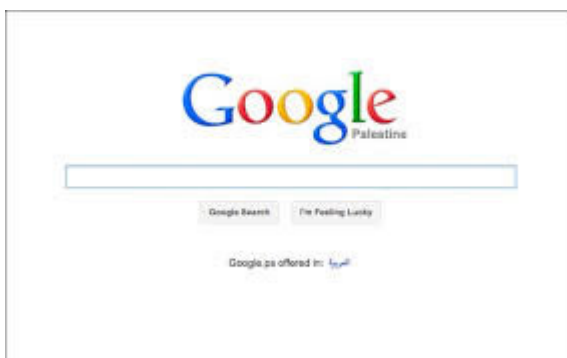 Google
Palestine
Google Search I'm Feeling Lucky
Google.ps offered in: العربية